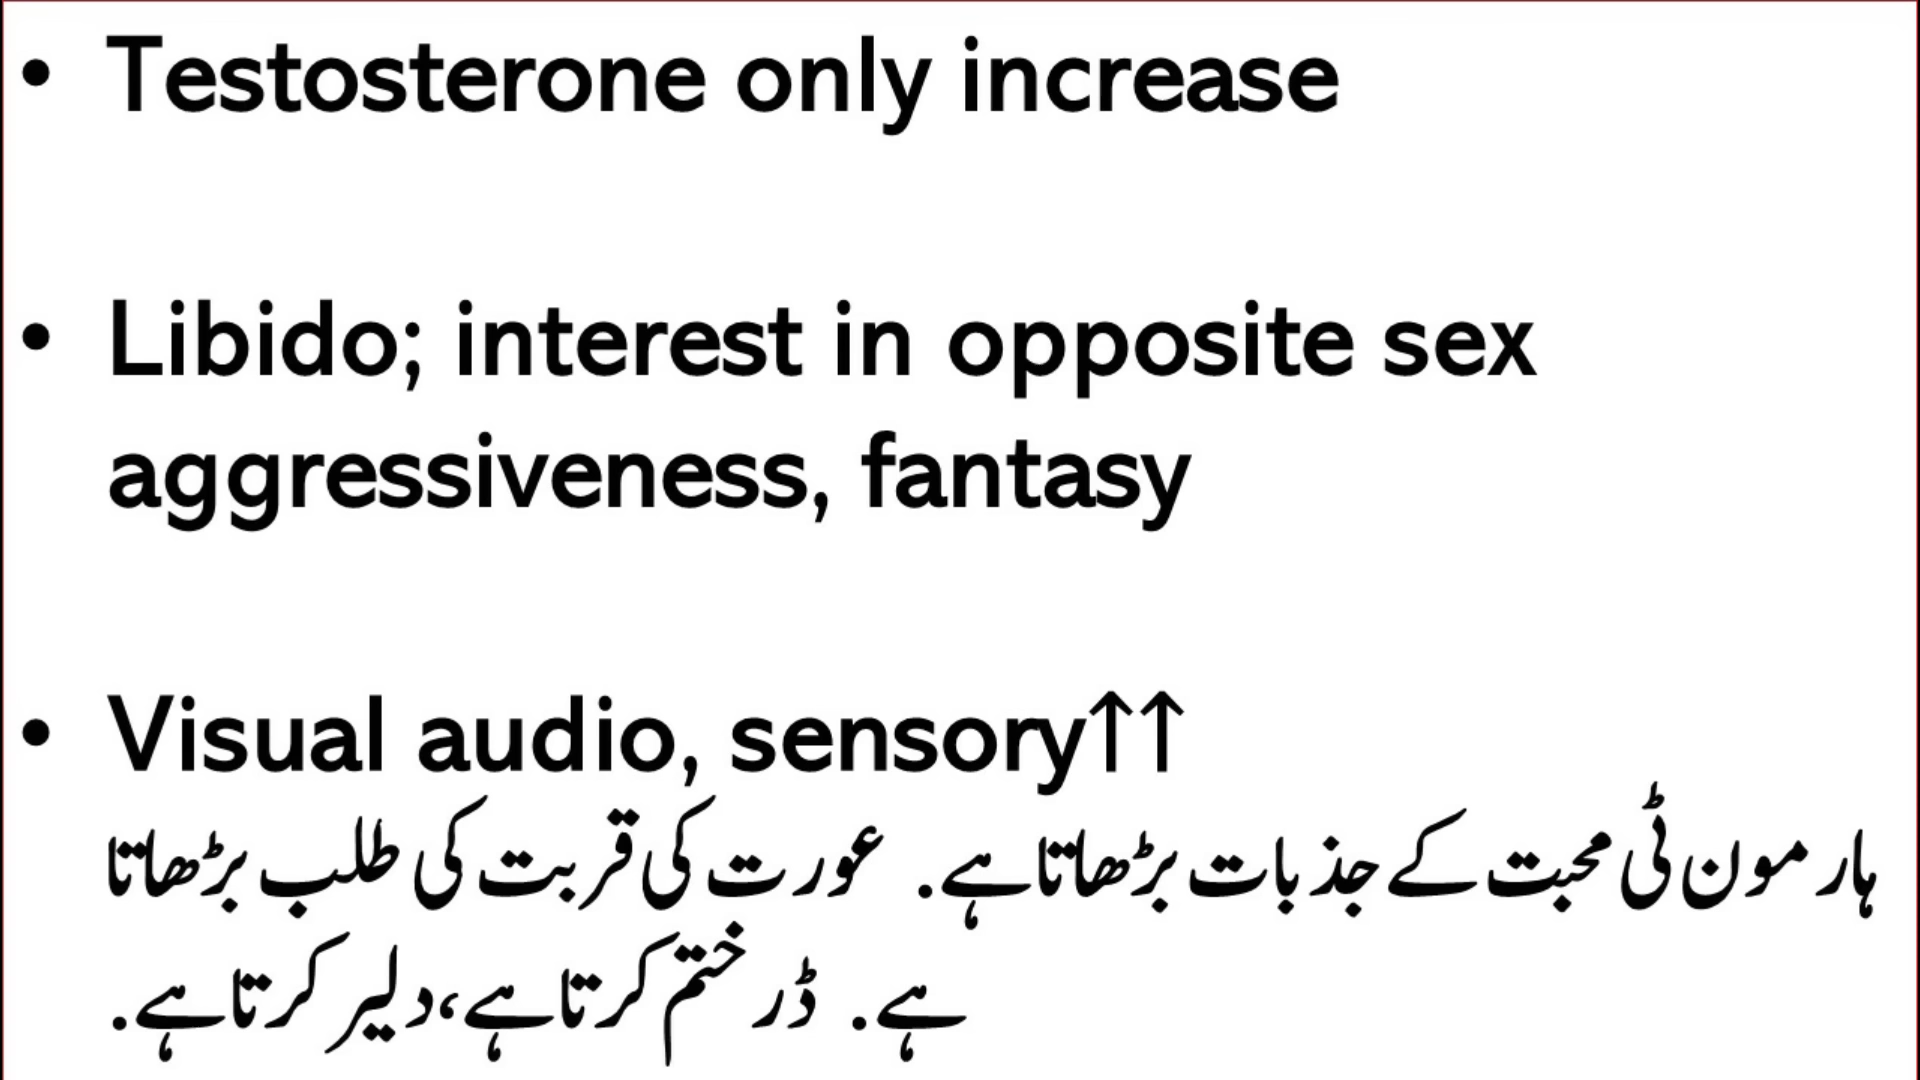 • Testosterone only increase
• Libido; interest in opposite sex
aggressiveness, fantasy
• Visual audio, sensory↑↑
ہارمون ٹی محبت کے جذبات بڑھاتا ہے. عورت کی قربت کی طلب بڑھاتا
ہے. ڈر ختم کرتا ہے، دلیر کرتا ہے.